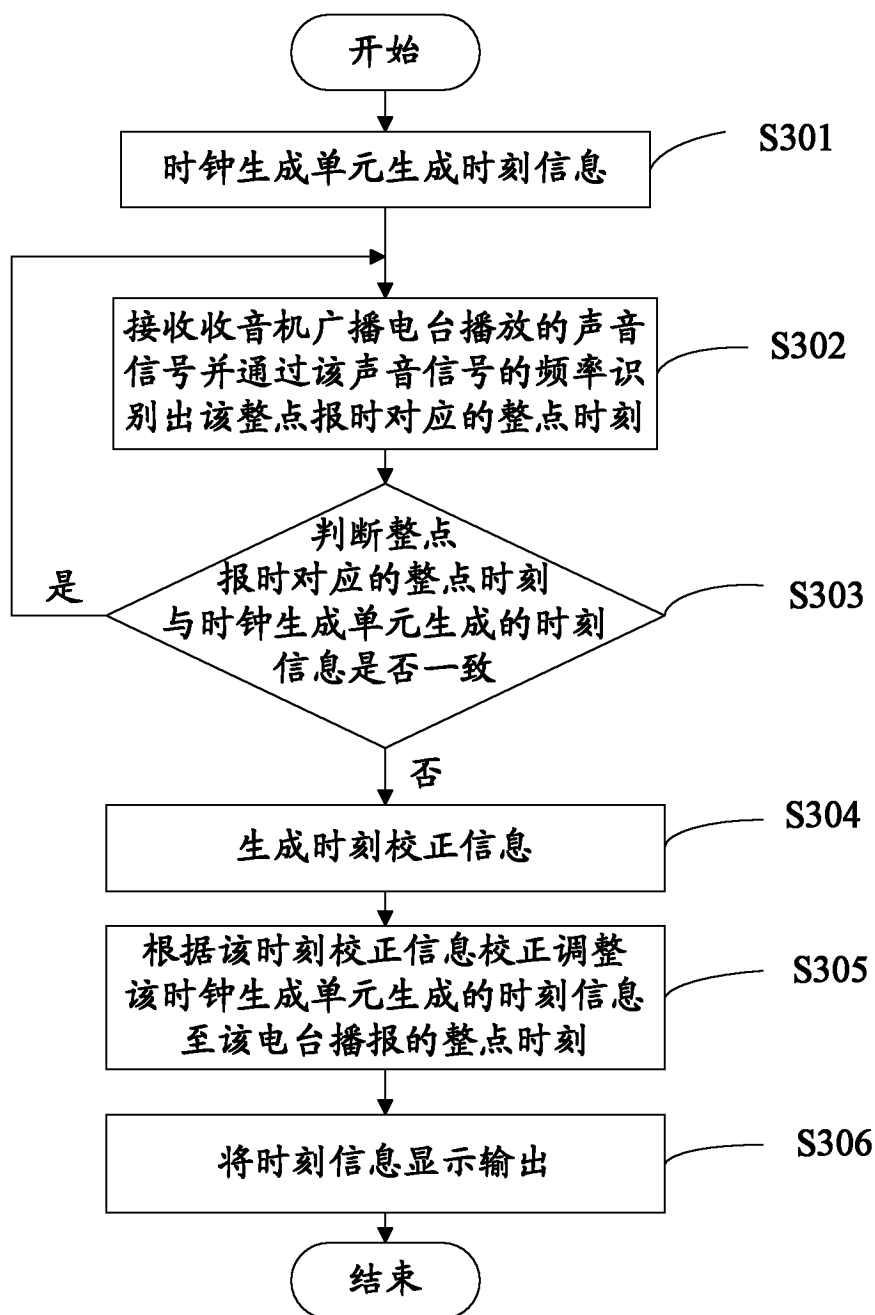 开始
时钟生成单元生成时刻信息
S301
接收收音机广播电台播放的声音
信号并通过该声音信号的频率识
别出该整点报时对应的整点时刻
S302
判断整点
报时对应的整点时刻
与时钟生成单元生成的时刻
信息是否一致
S303
是
否
生成时刻校正信息
S304
根据该时刻校正信息校正调整
该时钟生成单元生成的时刻信息
至该电台播报的整点时刻
S305
将时刻信息显示输出
S306
结束